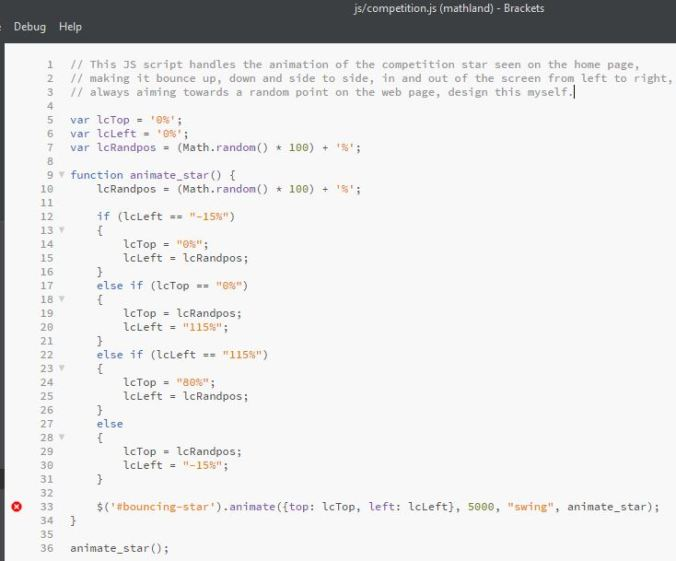 js/competition.js (mathland) - Brackets
Debug Help
1 // This JS script handles the animation of the competition star seen on the home page,
2 // making it bounce up, down and side to side, in and out of the screen from left to right,
3 // always aiming towards a random point on the web page, design this myself.
4
5 var lcTop = '0%';
6 var lcLeft = '0%';
7 var lcRandpos = (Math.random() * 100) + '%';
8
9 function animate_star() {
10     lcRandpos = (Math.random() * 100) + '%';
11
12     if (lcLeft == "-15%")
13     {
14         lcTop = "0%";
15         lcLeft = lcRandpos;
16     }
17     else if (lcTop == "0%")
18     {
19         lcTop = lcRandpos;
20         lcLeft = "115%";
21     }
22     else if (lcLeft == "115%")
23     {
24         lcTop = "80%";
25         lcLeft = lcRandpos;
26     }
27     else
28     {
29         lcTop = lcRandpos;
30         lcLeft = "-15%";
31     }
32
33     $('#bouncing-star').animate({top: lcTop, left: lcLeft}, 5000, "swing", animate_star);
34 }
35
36 animate_star();